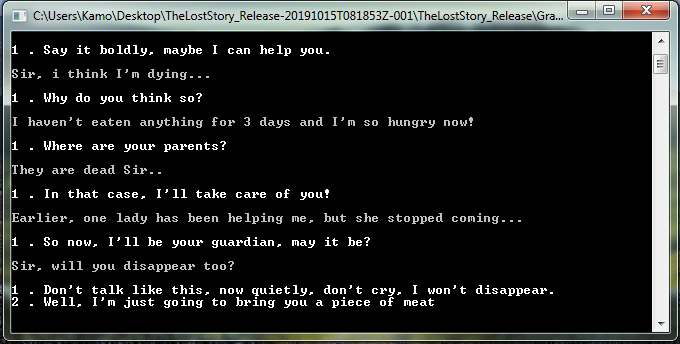 C:\Users\Kamo\Desktop\TheLostStory_Release-20191015T081853Z-001\TheLostStory_Release\Gra...
1 . Say it boldly, maybe I can help you.
Sir, i think I'm dying...
1 . Why do you think so?
I haven't eaten anything for 3 days and I'm so hungry now!
1 . Where are your parents?
They are dead Sir..
1 . In that case, I'll take care of you!
Earlier, one lady has been helping me, but she stopped coming...
1 . So now, I'll be your guardian, may it be?
Sir, will you disappear too?
1 . Don't talk like this, now quietly, don't cry, I won't disappear.
2 . Well, I'm just going to bring you a piece of meat